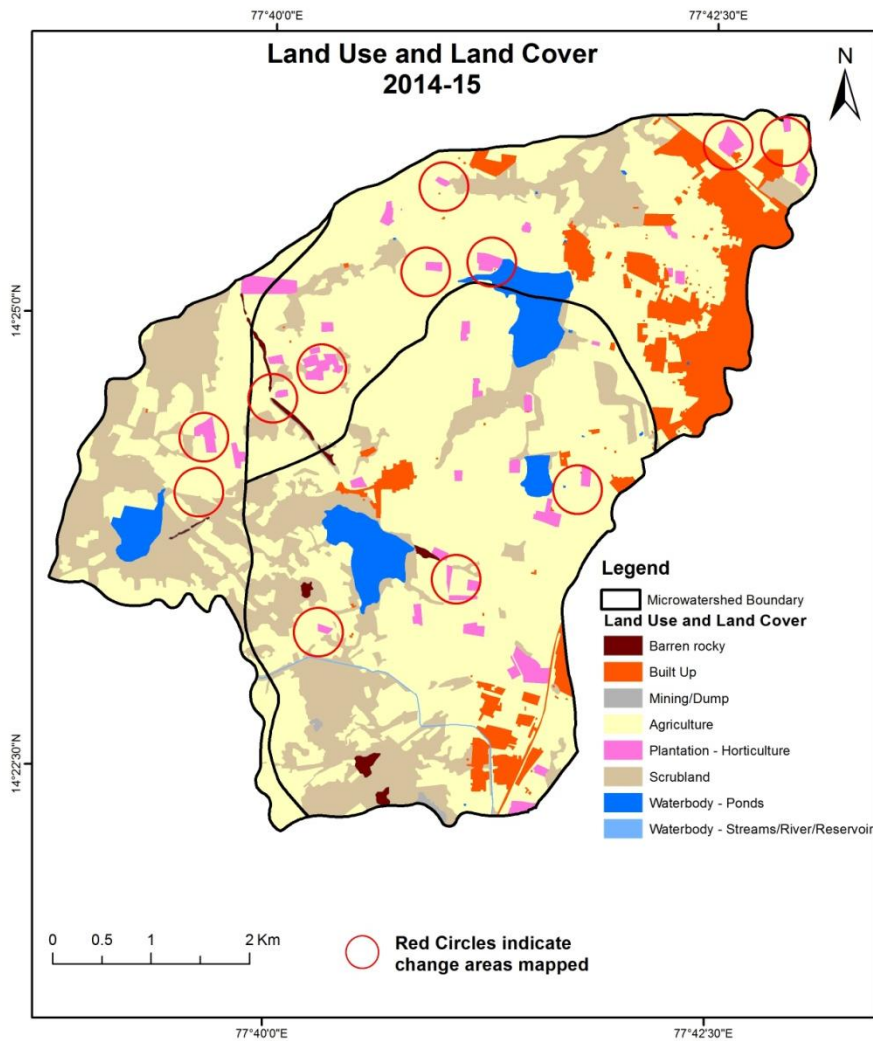 77°40'0"E
77°42'30"E
Land Use and Land Cover
2014-15
N
14°25'0"N
14°22'30"N
Legend
Microwatershed Boundary
Land Use and Land Cover
Barren rocky
Built Up
Mining/Dump
Agriculture
Plantation - Horticulture
Scrubland
Waterbody - Ponds
Waterbody - Streams/River/Reservoir
0 0.5 1 2 Km
Red Circles indicate
change areas mapped
77°40'0"E
77°42'30"E